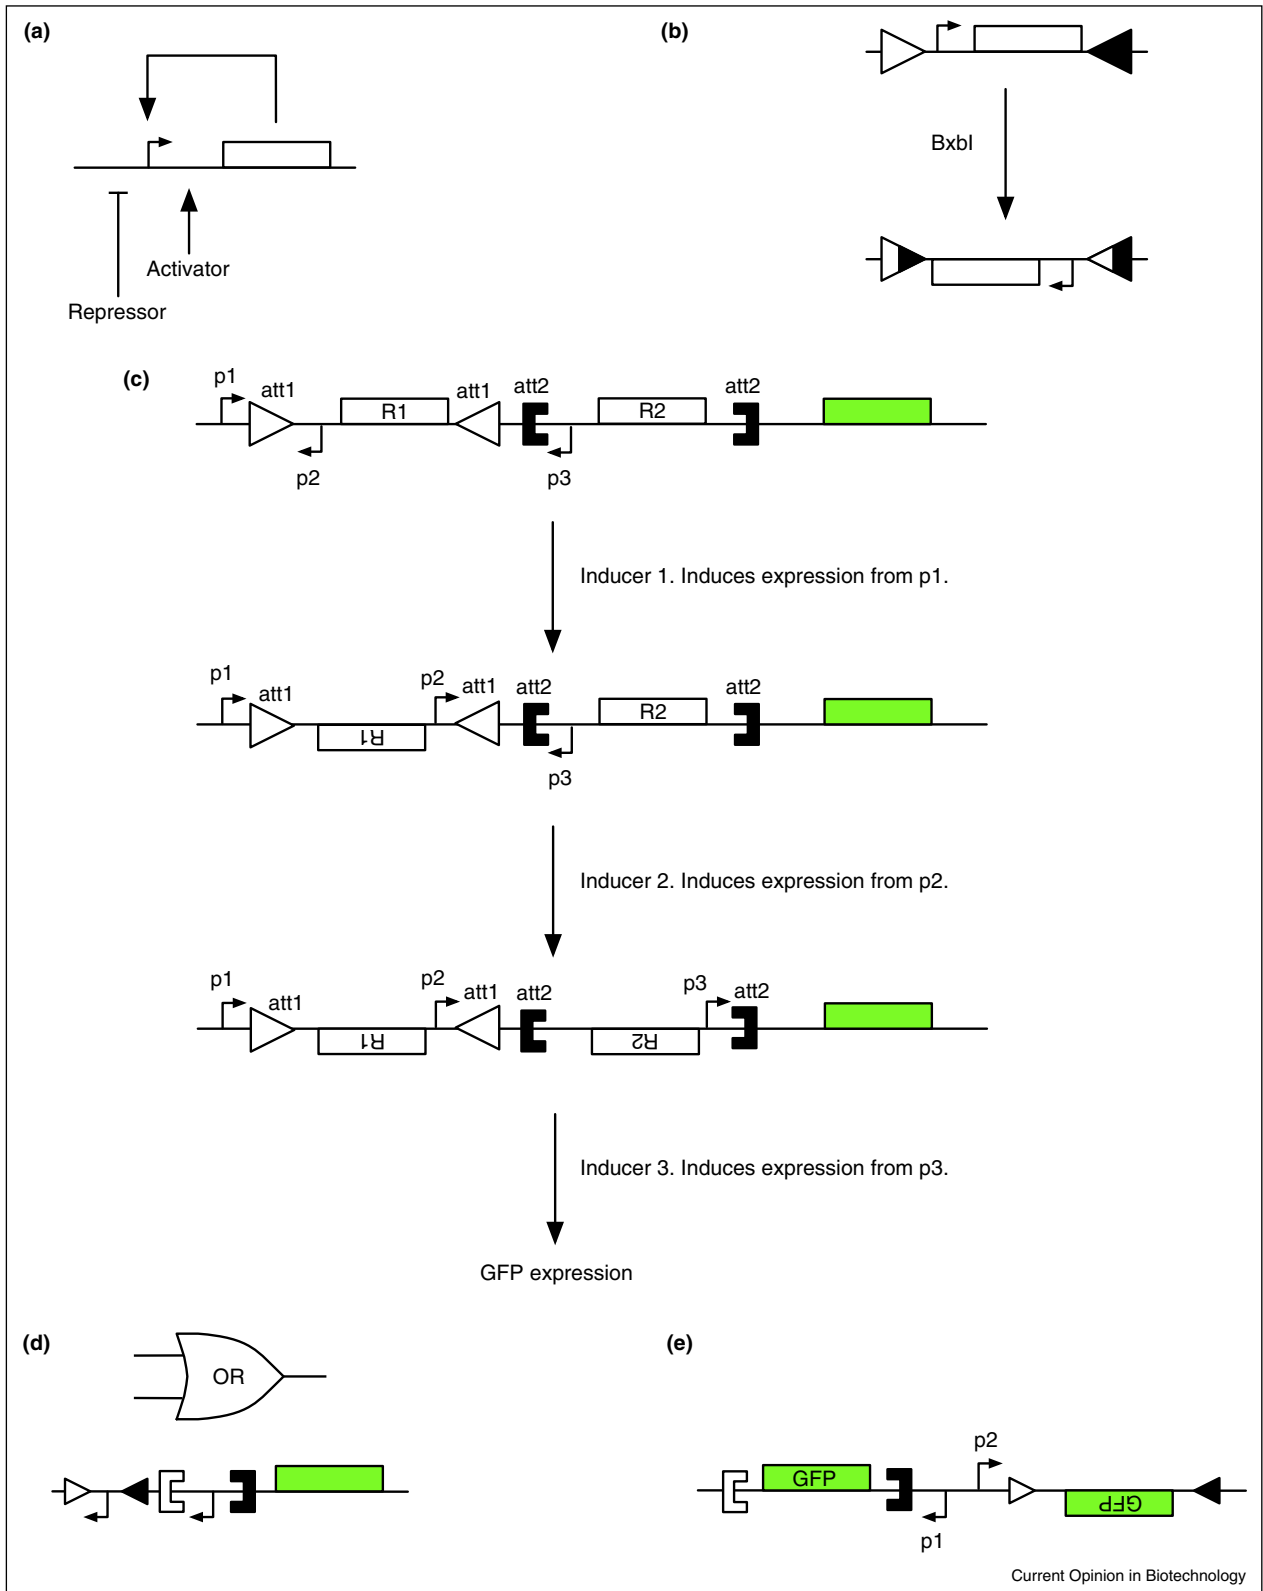 (a)
Activator
Repressor
(b)
BxbI
(c)
p1
att1
R1
att1
att2
R2
att2
p2
p3
Inducer 1. Induces expression from p1.
p1
att1
p2
att1
att2
R2
att2
R1
p3
Inducer 2. Induces expression from p2.
p1
att1
p2
att1
att2
p3
att2
R1
R2
Inducer 3. Induces expression from p3.
GFP expression
(d)
OR
(e)
p2
GFP
GFP
p1
Current Opinion in Biotechnology